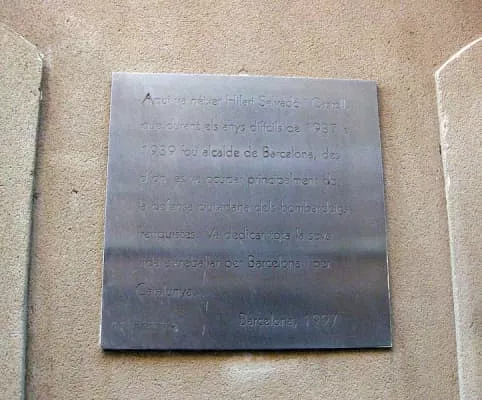 Aquí va néixer Hilari Salvadó i Castell
que durant els anys difícils de 1937 a
1939 fou alcalde de Barcelona, des
d'on es va ocupar principalment de
la defensa ciutadana dels bombardeigs
Va dedicar tota la seva
vida a treballar per Barcelona i per
Catalunya.
Barcelona, 1997